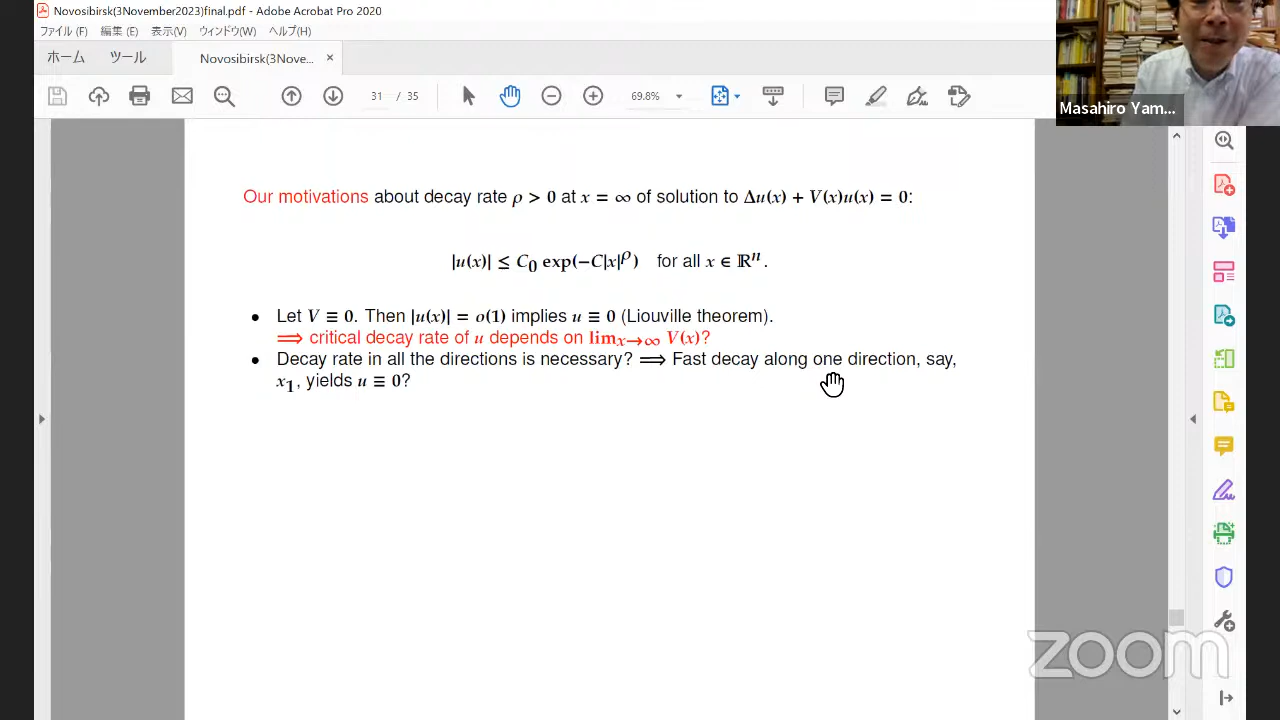 Novosibirsk(3November2023)final.pdf - Adobe Acrobat Pro 2020
ファイル(F) 編集(E) 表示(V) ウィンドウ(W) ヘルプ(H)
ホーム ツール Novosibirsk(3Nove... ×
31 / 35 69.8%
Masahiro Yam...
Our motivations about decay rate ρ > 0 at x = ∞ of solution to Δu(x) + V(x)u(x) = 0:
|u(x)| ≤ C₀ exp(−C|x|^ρ) for all x ∈ ℝⁿ.
• Let V ≡ 0. Then |u(x)| = o(1) implies u ≡ 0 (Liouville theorem).
⟹ critical decay rate of u depends on lim_{x→∞} V(x)?
• Decay rate in all the directions is necessary? ⟹ Fast decay along one direction, say,
x₁, yields u ≡ 0?
zoom